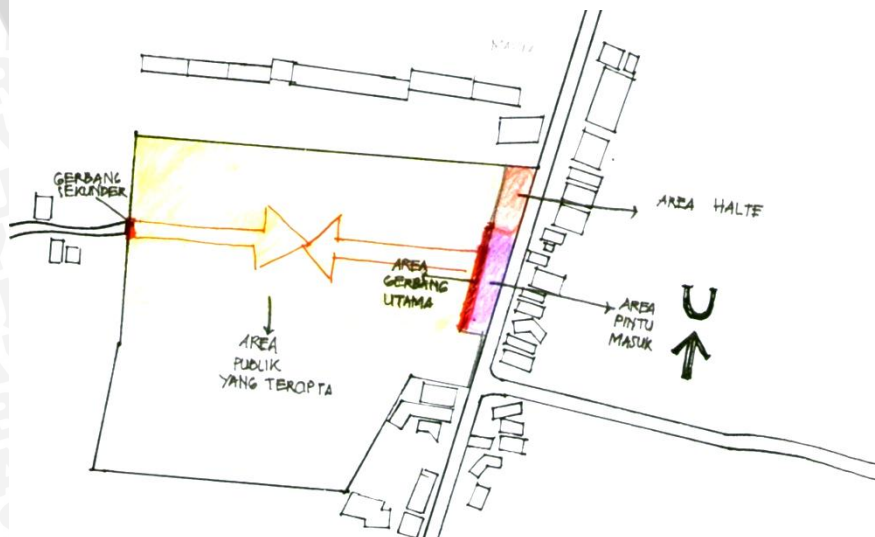 GERBANG
SEKUNDER
AREA HALTE
AREA
GERBANG
UTAMA
AREA
PINTU
MASUK
U
AREA
PUBLIK
YANG TERCIPTA